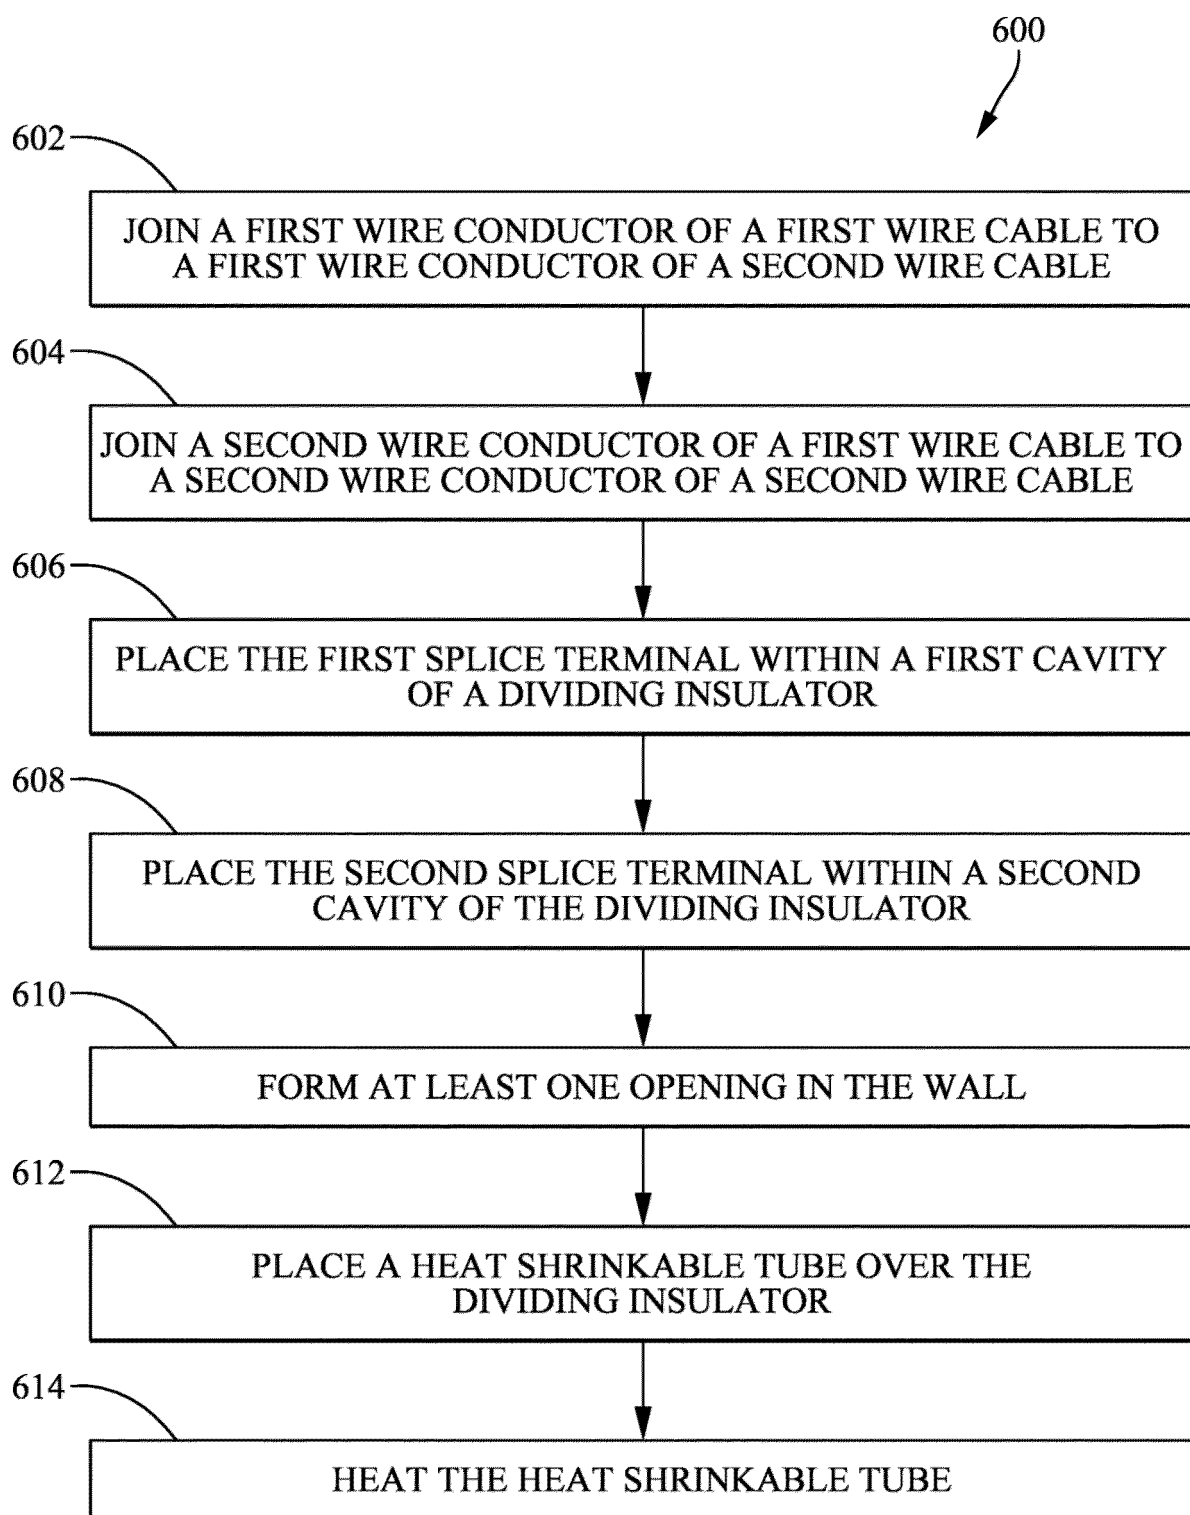 600
602
JOIN A FIRST WIRE CONDUCTOR OF A FIRST WIRE CABLE TO
A FIRST WIRE CONDUCTOR OF A SECOND WIRE CABLE
604
JOIN A SECOND WIRE CONDUCTOR OF A FIRST WIRE CABLE TO
A SECOND WIRE CONDUCTOR OF A SECOND WIRE CABLE
606
PLACE THE FIRST SPLICE TERMINAL WITHIN A FIRST CAVITY
OF A DIVIDING INSULATOR
608
PLACE THE SECOND SPLICE TERMINAL WITHIN A SECOND
CAVITY OF THE DIVIDING INSULATOR
610
FORM AT LEAST ONE OPENING IN THE WALL
612
PLACE A HEAT SHRINKABLE TUBE OVER THE
DIVIDING INSULATOR
614
HEAT THE HEAT SHRINKABLE TUBE